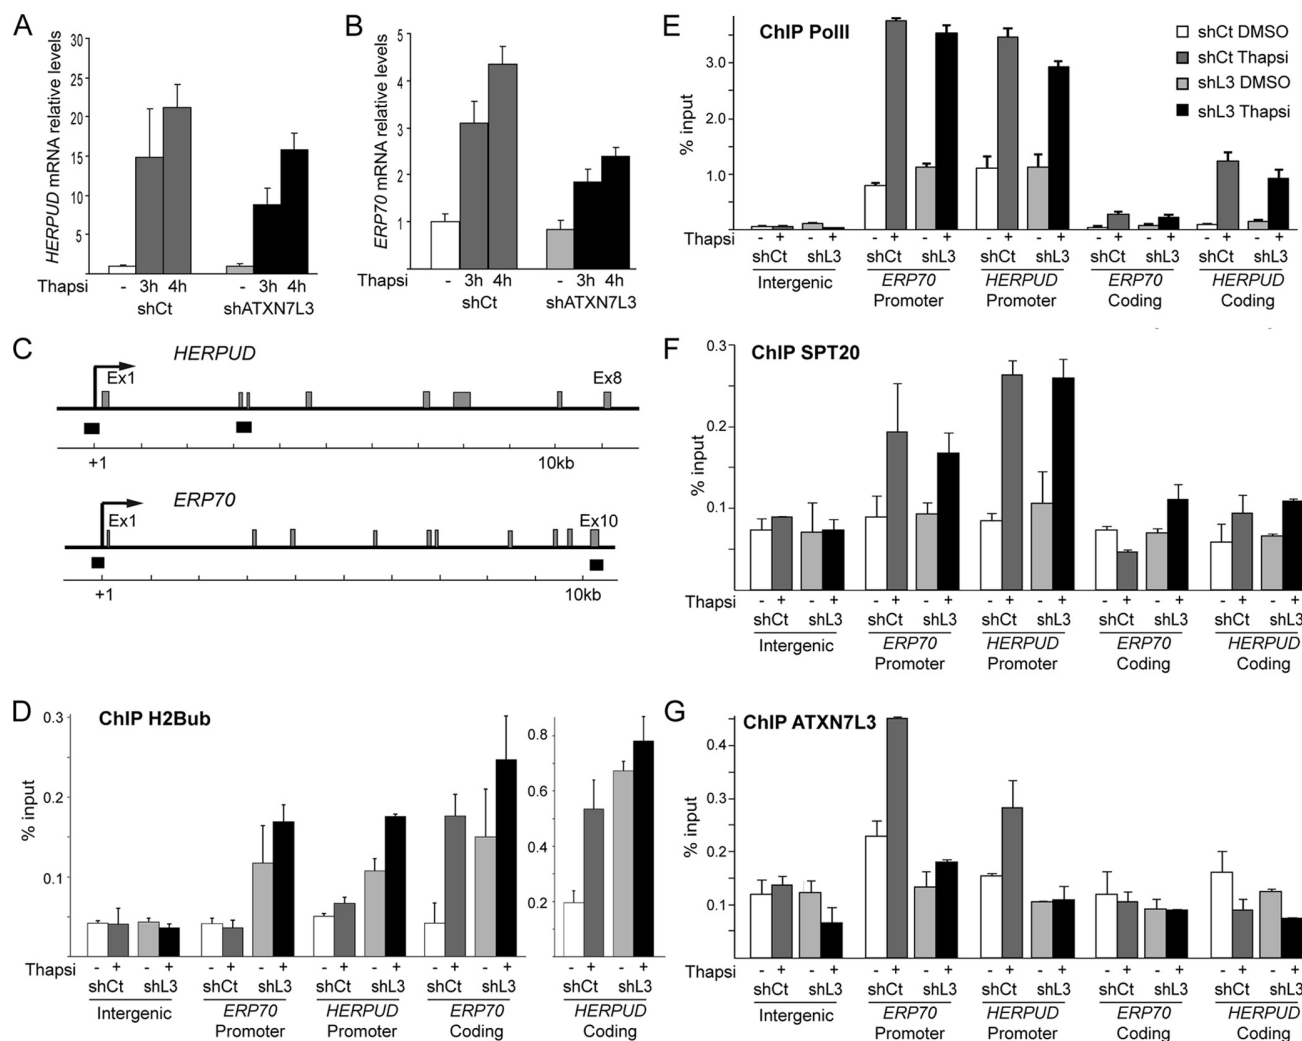 A
HERPUD mRNA relative levels
30
25
20
15
10
5
Thapsi
- 3h 4h - 3h 4h
shCt shATXN7L3
B
ERP70 mRNA relative levels
5
4
3
2
1
Thapsi
- 3h 4h - 3h 4h
shCt shATXN7L3
C
HERPUD
Ex1 Ex8
+1 10kb
ERP70
Ex1 Ex10
+1 10kb
D
ChIP H2Bub
% input
0.3
0.1
0.8
0.6
0.4
0.2
Thapsi - + - + - + - + - + - + - + - + - + - +
shCt shL3 shCt shL3 shCt shL3 shCt shL3 shCt shL3
Intergenic ERP70 HERPUD ERP70 HERPUD
Promoter Promoter Coding Coding
E
ChIP PolII
shCt DMSO
shCt Thapsi
shL3 DMSO
shL3 Thapsi
% input
3.0
1.0
Thapsi - + - + - + - + - + - + - + - + - + - +
shCt shL3 shCt shL3 shCt shL3 shCt shL3 shCt shL3
Intergenic ERP70 HERPUD ERP70 HERPUD
Promoter Promoter Coding Coding
F
ChIP SPT20
% input
0.3
0.1
Thapsi - + - + - + - + - + - + - + - + - + - +
shCt shL3 shCt shL3 shCt shL3 shCt shL3 shCt shL3
Intergenic ERP70 HERPUD ERP70 HERPUD
Promoter Promoter Coding Coding
G
ChIP ATXN7L3
% input
0.4
0.3
0.2
0.1
Thapsi - + - + - + - + - + - + - + - + - + - +
shCt shL3 shCt shL3 shCt shL3 shCt shL3 shCt shL3
Intergenic ERP70 HERPUD ERP70 HERPUD
Promoter Promoter Coding Coding